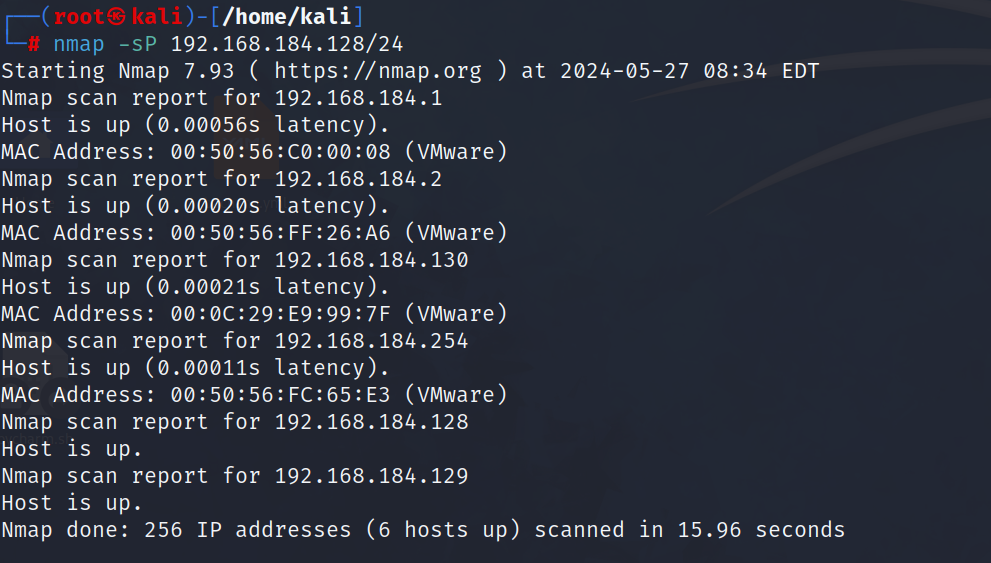 ┌──(root㉿kali)-[/home/kali]
└─# nmap -sP 192.168.184.128/24
Starting Nmap 7.93 ( https://nmap.org ) at 2024-05-27 08:34 EDT
Nmap scan report for 192.168.184.1
Host is up (0.00056s latency).
MAC Address: 00:50:56:C0:00:08 (VMware)
Nmap scan report for 192.168.184.2
Host is up (0.00020s latency).
MAC Address: 00:50:56:FF:26:A6 (VMware)
Nmap scan report for 192.168.184.130
Host is up (0.00021s latency).
MAC Address: 00:0C:29:E9:99:7F (VMware)
Nmap scan report for 192.168.184.254
Host is up (0.00011s latency).
MAC Address: 00:50:56:FC:65:E3 (VMware)
Nmap scan report for 192.168.184.128
Host is up.
Nmap scan report for 192.168.184.129
Host is up.
Nmap done: 256 IP addresses (6 hosts up) scanned in 15.96 seconds